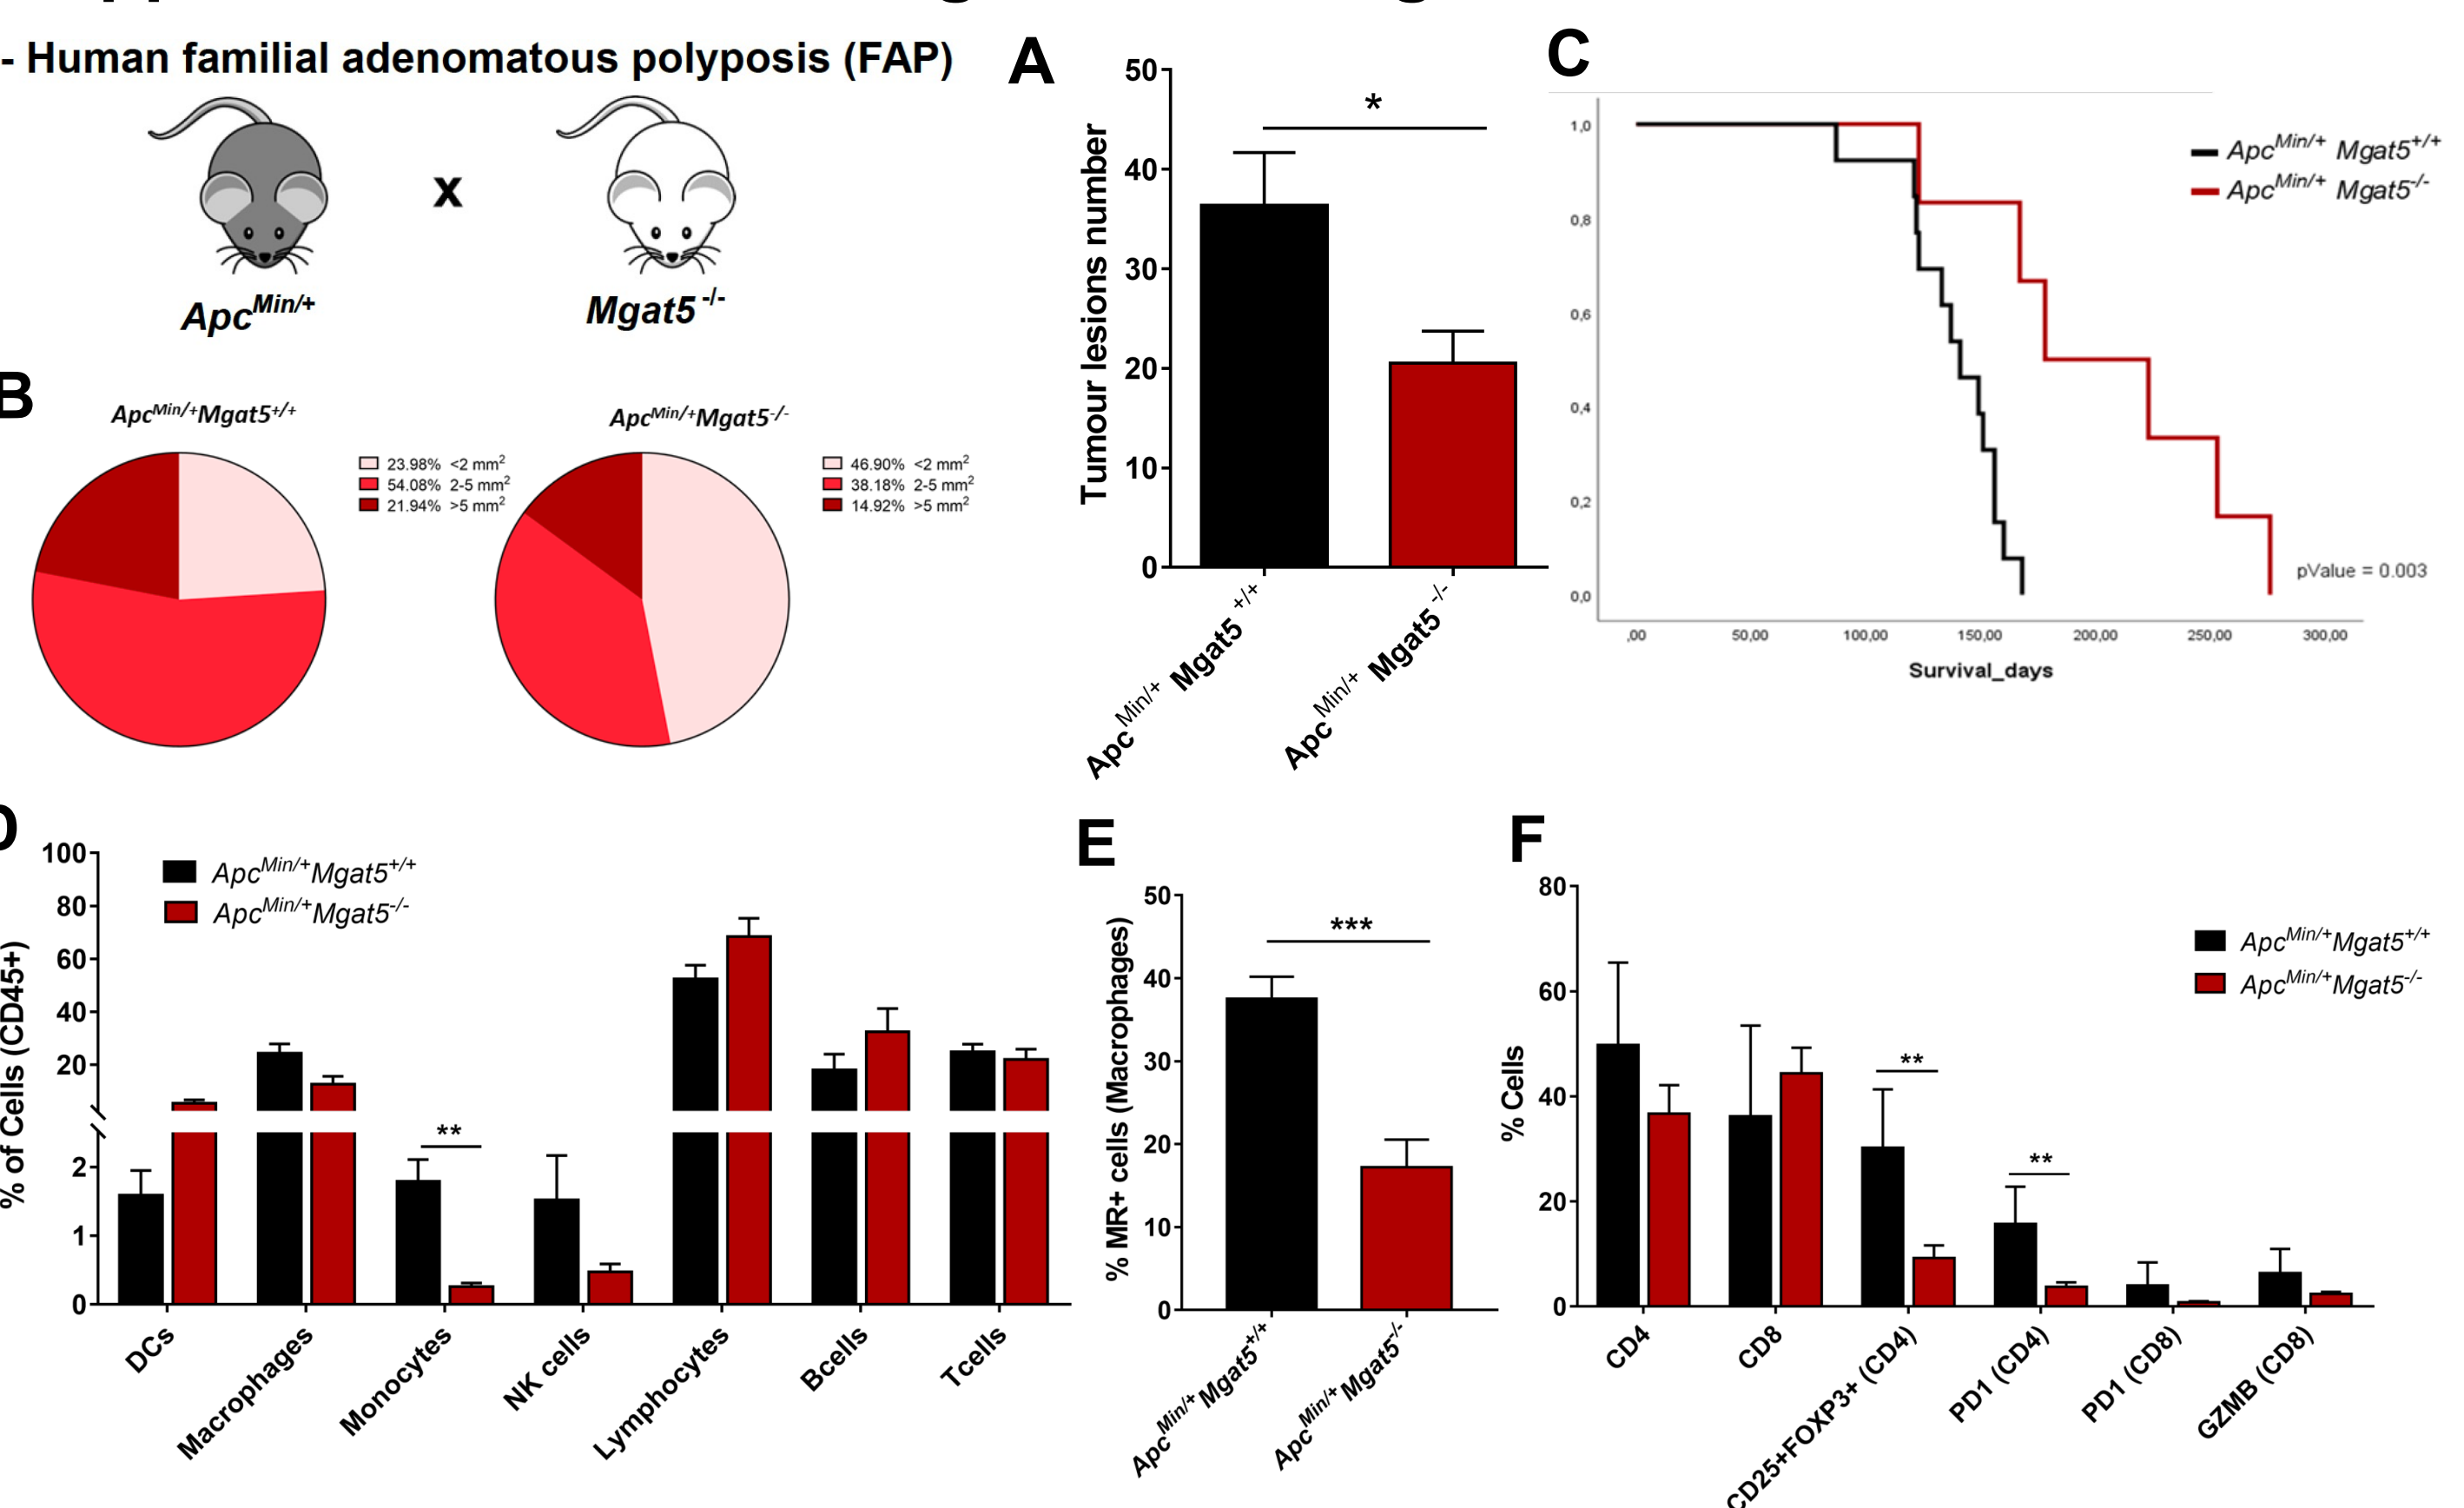 - Human familial adenomatous polyposis (FAP)
x
Apc^Min/+
Mgat5^-/-
A
50
40
30
20
10
0
Tumour lesions number
*
Apc^Min/+ Mgat5^+/+
Apc^Min/+ Mgat5^-/-
B
Apc^Min/+Mgat5^+/+
23.98% <2 mm²
54.08% 2-5 mm²
21.94% >5 mm²
Apc^Min/+Mgat5^-/-
46.90% <2 mm²
38.18% 2-5 mm²
14.92% >5 mm²
C
1,0
0,8
0,6
0,4
0,2
0,0
,00 50,00 100,00 150,00 200,00 250,00 300,00
Survival_days
Apc^Min/+ Mgat5^+/+
Apc^Min/+ Mgat5^-/-
pValue = 0.003
% of Cells (CD45+)
100
80
60
40
20
2
1
0
Apc^Min/+Mgat5^+/+
Apc^Min/+Mgat5^-/-
**
DCs
Macrophages
Monocytes
NK cells
Lymphocytes
Bcells
Tcells
E
% MR+ cells (Macrophages)
50
40
30
20
10
0
***
Apc^Min/+ Mgat5^+/+
Apc^Min/+ Mgat5^-/-
F
% Cells
80
60
40
20
0
Apc^Min/+Mgat5^+/+
Apc^Min/+Mgat5^-/-
**
**
CD4
CD8
CD25+FOXP3+ (CD4)
PD1 (CD4)
PD1 (CD8)
GZMB (CD8)